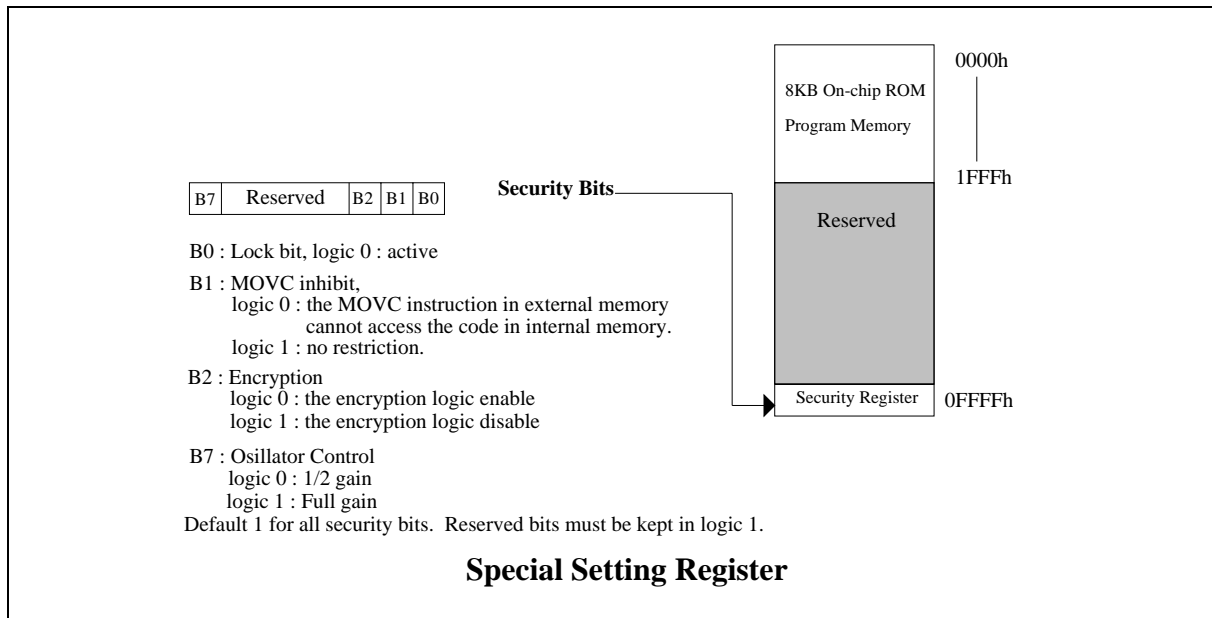 0000h
8KB On-chip ROM
Program Memory
1FFFh
B7 Reserved B2 B1 B0
Security Bits
Reserved
B0 : Lock bit, logic 0 : active
B1 : MOVC inhibit,
logic 0 : the MOVC instruction in external memory
cannot access the code in internal memory.
logic 1 : no restriction.
B2 : Encryption
logic 0 : the encryption logic enable
logic 1 : the encryption logic disable
Security Register 0FFFFh
B7 : Osillator Control
logic 0 : 1/2 gain
logic 1 : Full gain
Default 1 for all security bits. Reserved bits must be kept in logic 1.
Special Setting Register